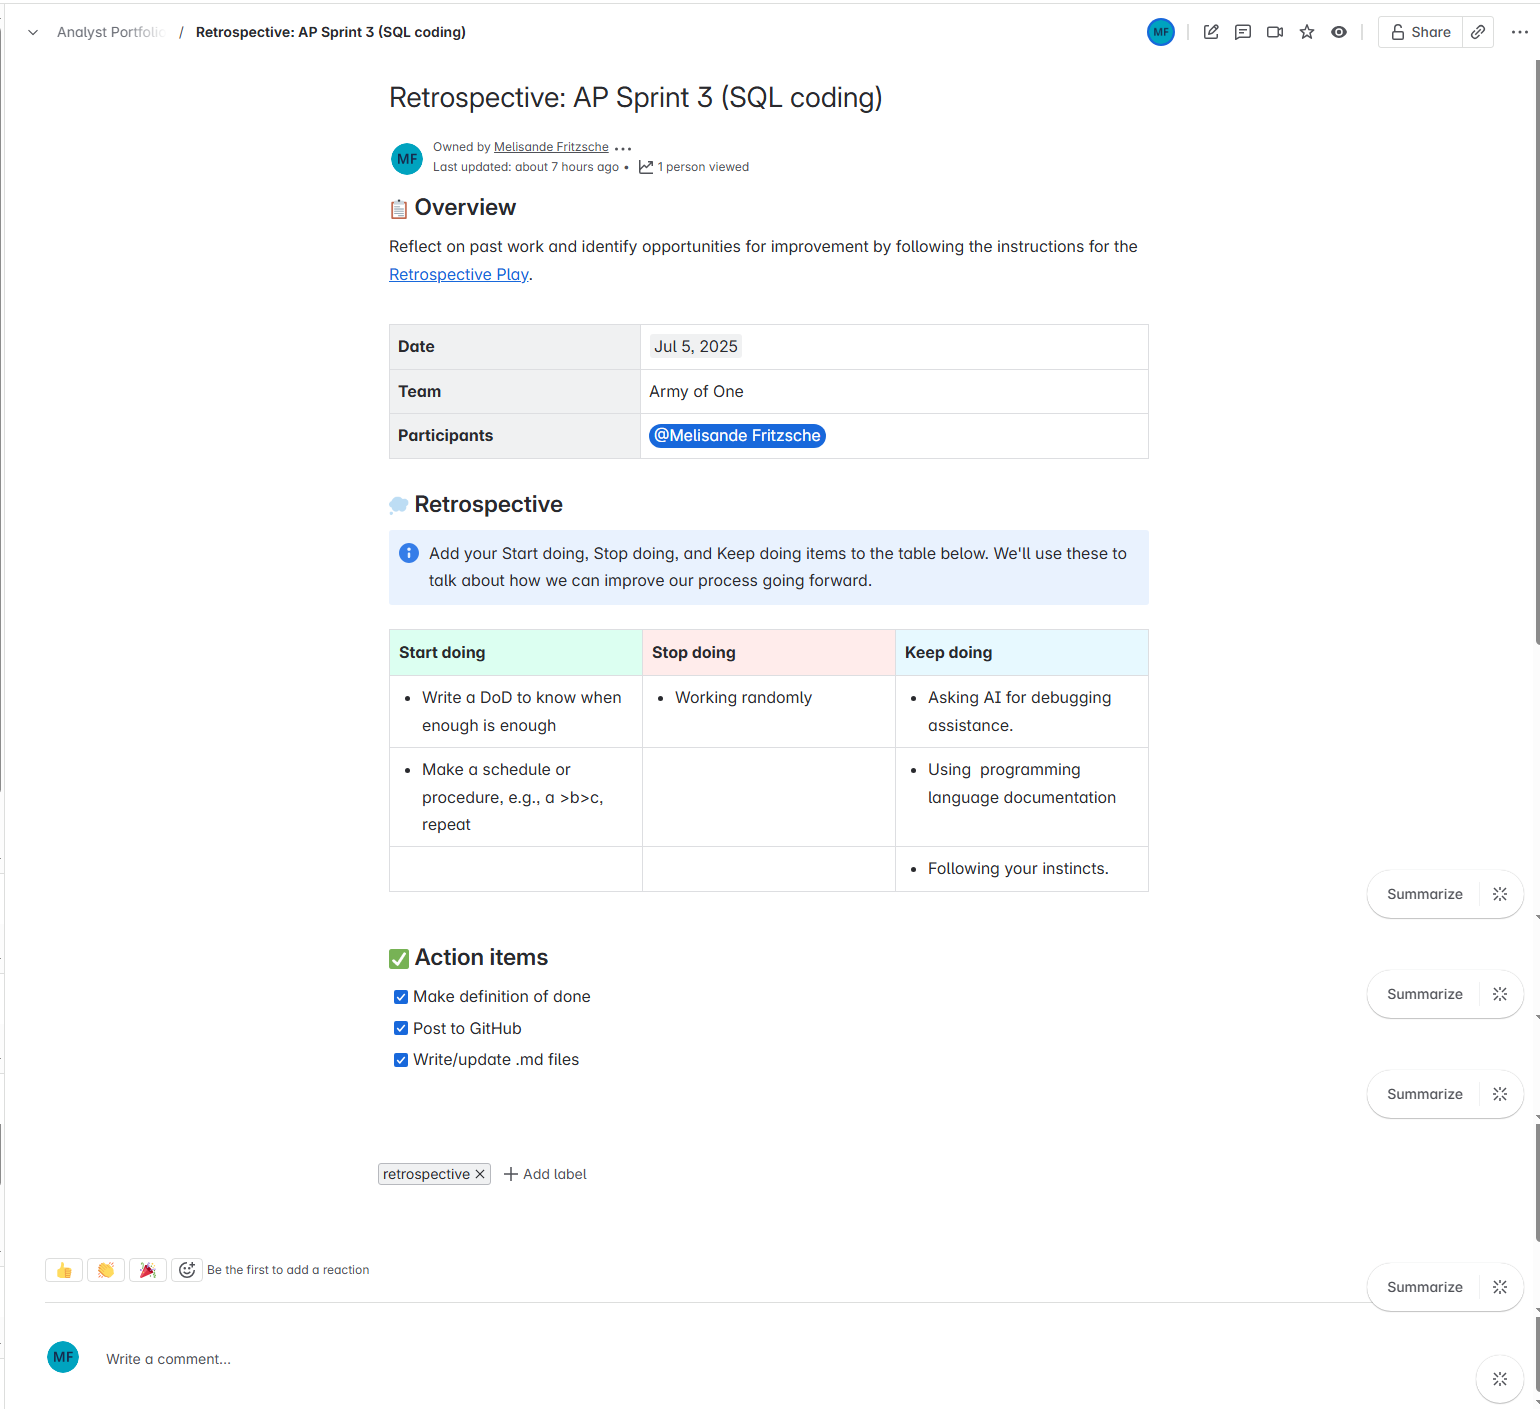 Analyst Portfolio / Retrospective: AP Sprint 3 (SQL coding)
MF
Share
Retrospective: AP Sprint 3 (SQL coding)
MF
Owned by Melisande Fritzsche
Last updated: about 7 hours ago • 1 person viewed
Overview
Reflect on past work and identify opportunities for improvement by following the instructions for the
Retrospective Play.
Date
Jul 5, 2025
Team
Army of One
Participants
@Melisande Fritzsche
Retrospective
Add your Start doing, Stop doing, and Keep doing items to the table below. We'll use these to
talk about how we can improve our process going forward.
Start doing
Stop doing
Keep doing
• Write a DoD to know when
enough is enough
• Working randomly
• Asking AI for debugging
assistance.
• Make a schedule or
procedure, e.g., a >b>c,
repeat
• Using  programming
language documentation
• Following your instincts.
Summarize
Action items
Make definition of done
Summarize
Post to GitHub
Write/update .md files
Summarize
retrospective
Add label
Be the first to add a reaction
Summarize
MF
Write a comment...